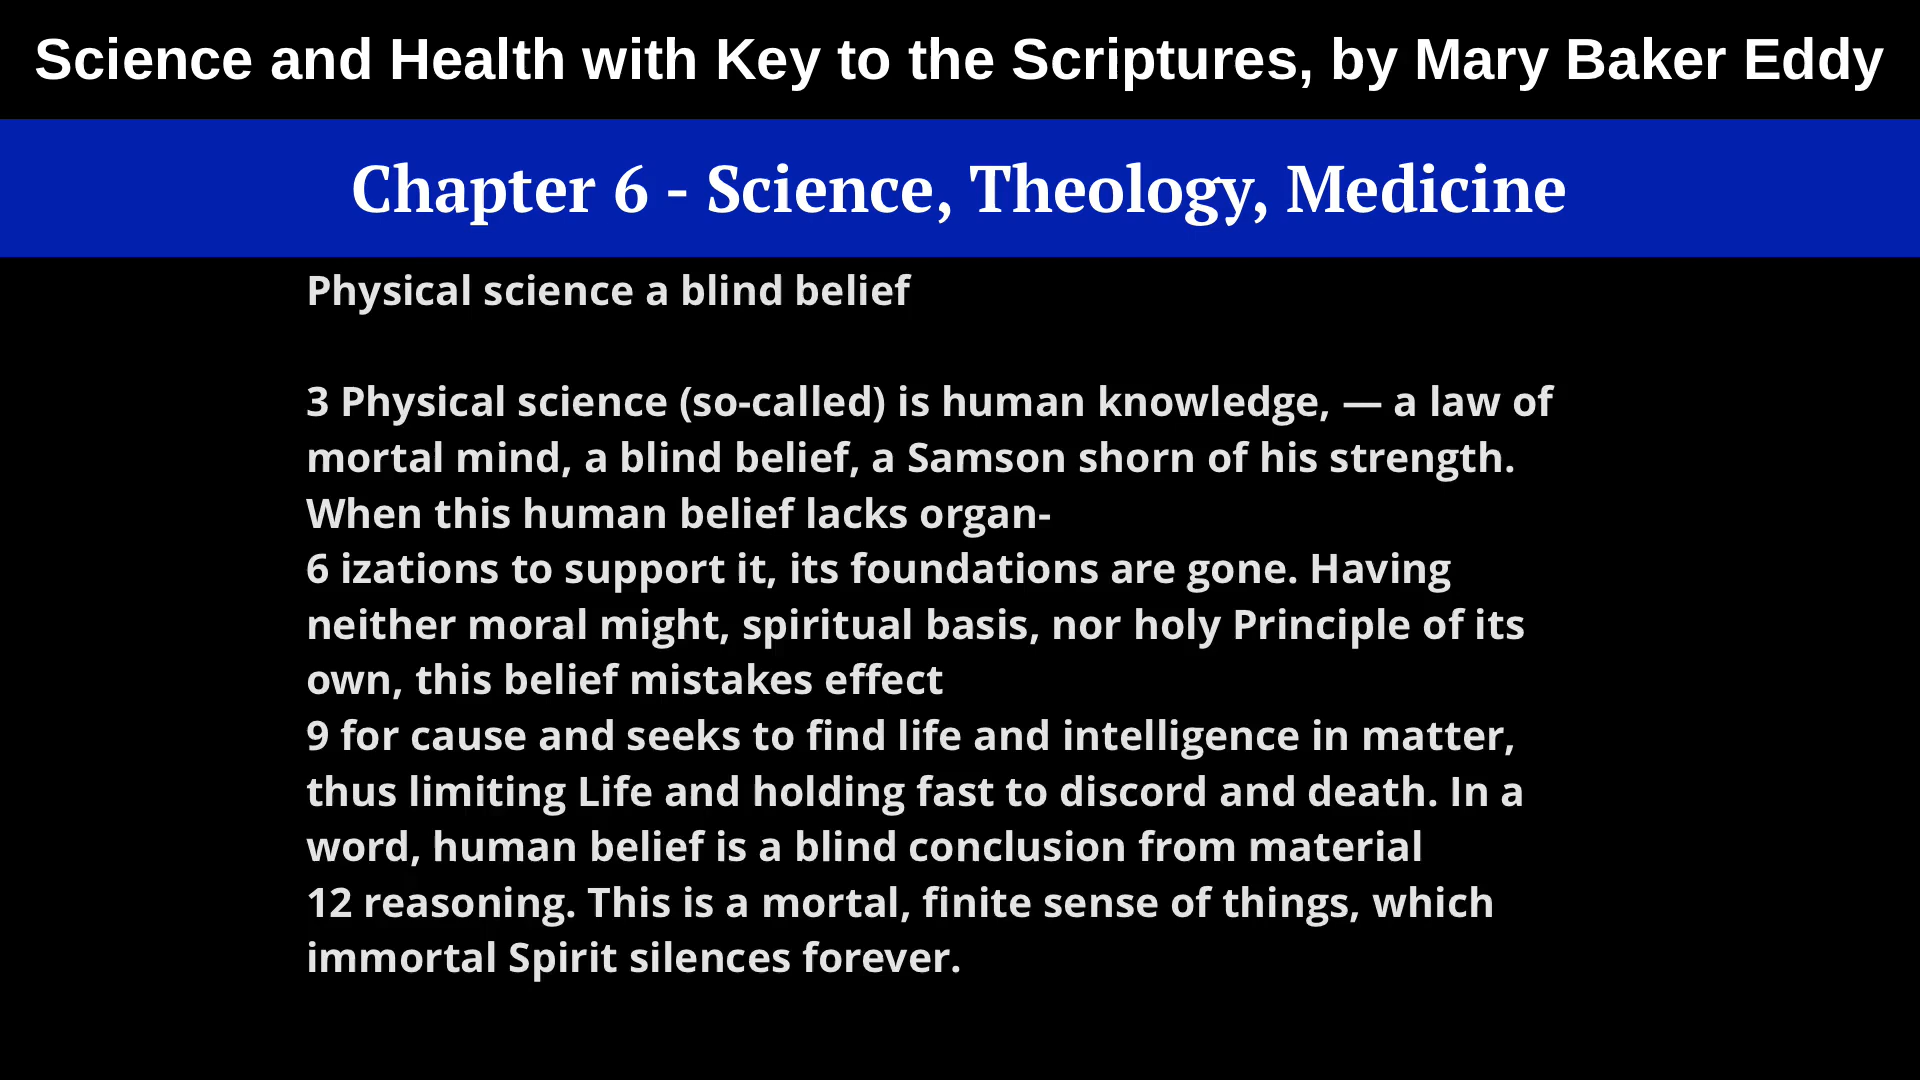 Science and Health with Key to the Scriptures, by Mary Baker Eddy
Chapter 6 - Science, Theology, Medicine
Physical science a blind belief
3 Physical science (so-called) is human knowledge, — a law of
mortal mind, a blind belief, a Samson shorn of his strength.
When this human belief lacks organ-
6 izations to support it, its foundations are gone. Having
neither moral might, spiritual basis, nor holy Principle of its
own, this belief mistakes effect
9 for cause and seeks to find life and intelligence in matter,
thus limiting Life and holding fast to discord and death. In a
word, human belief is a blind conclusion from material
12 reasoning. This is a mortal, finite sense of things, which
immortal Spirit silences forever.